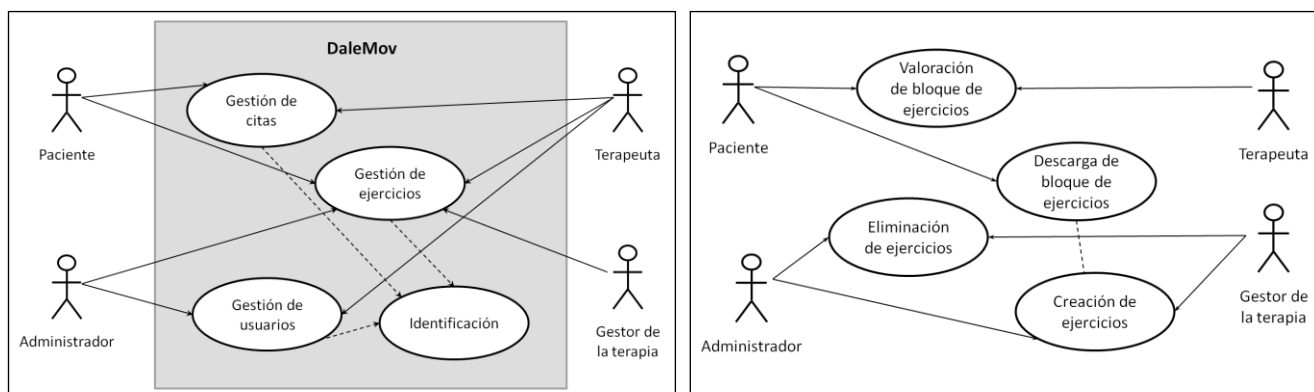 DaleMov
Gestión de
citas
Paciente
Terapeuta
Gestión de
ejercicios
Gestión de
usuarios
Identificación
Administrador
Gestor de
la terapia
Valoración
de bloque de
ejercicios
Paciente
Terapeuta
Descarga de
bloque de
ejercicios
Eliminación
de ejercicios
Creación de
ejercicios
Administrador
Gestor de
la terapia